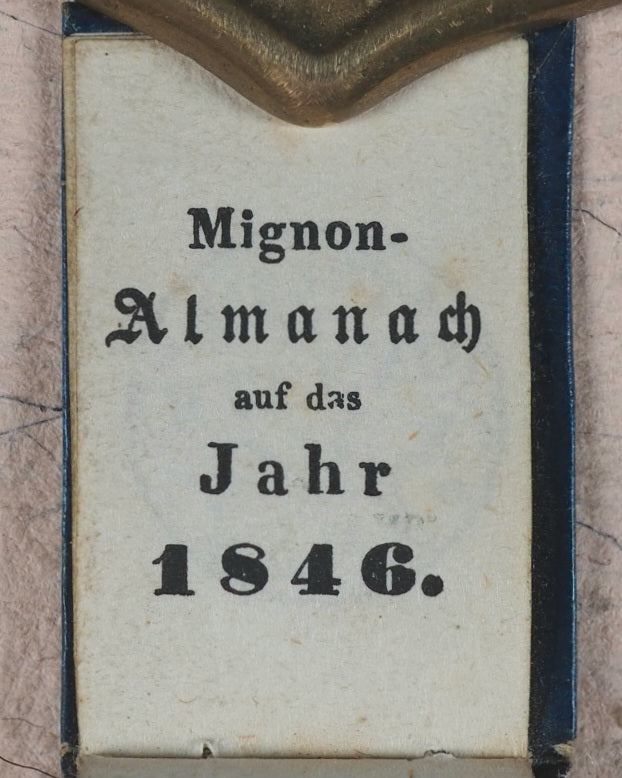 Mignon-
Almanach
auf das
Jahr
1846.